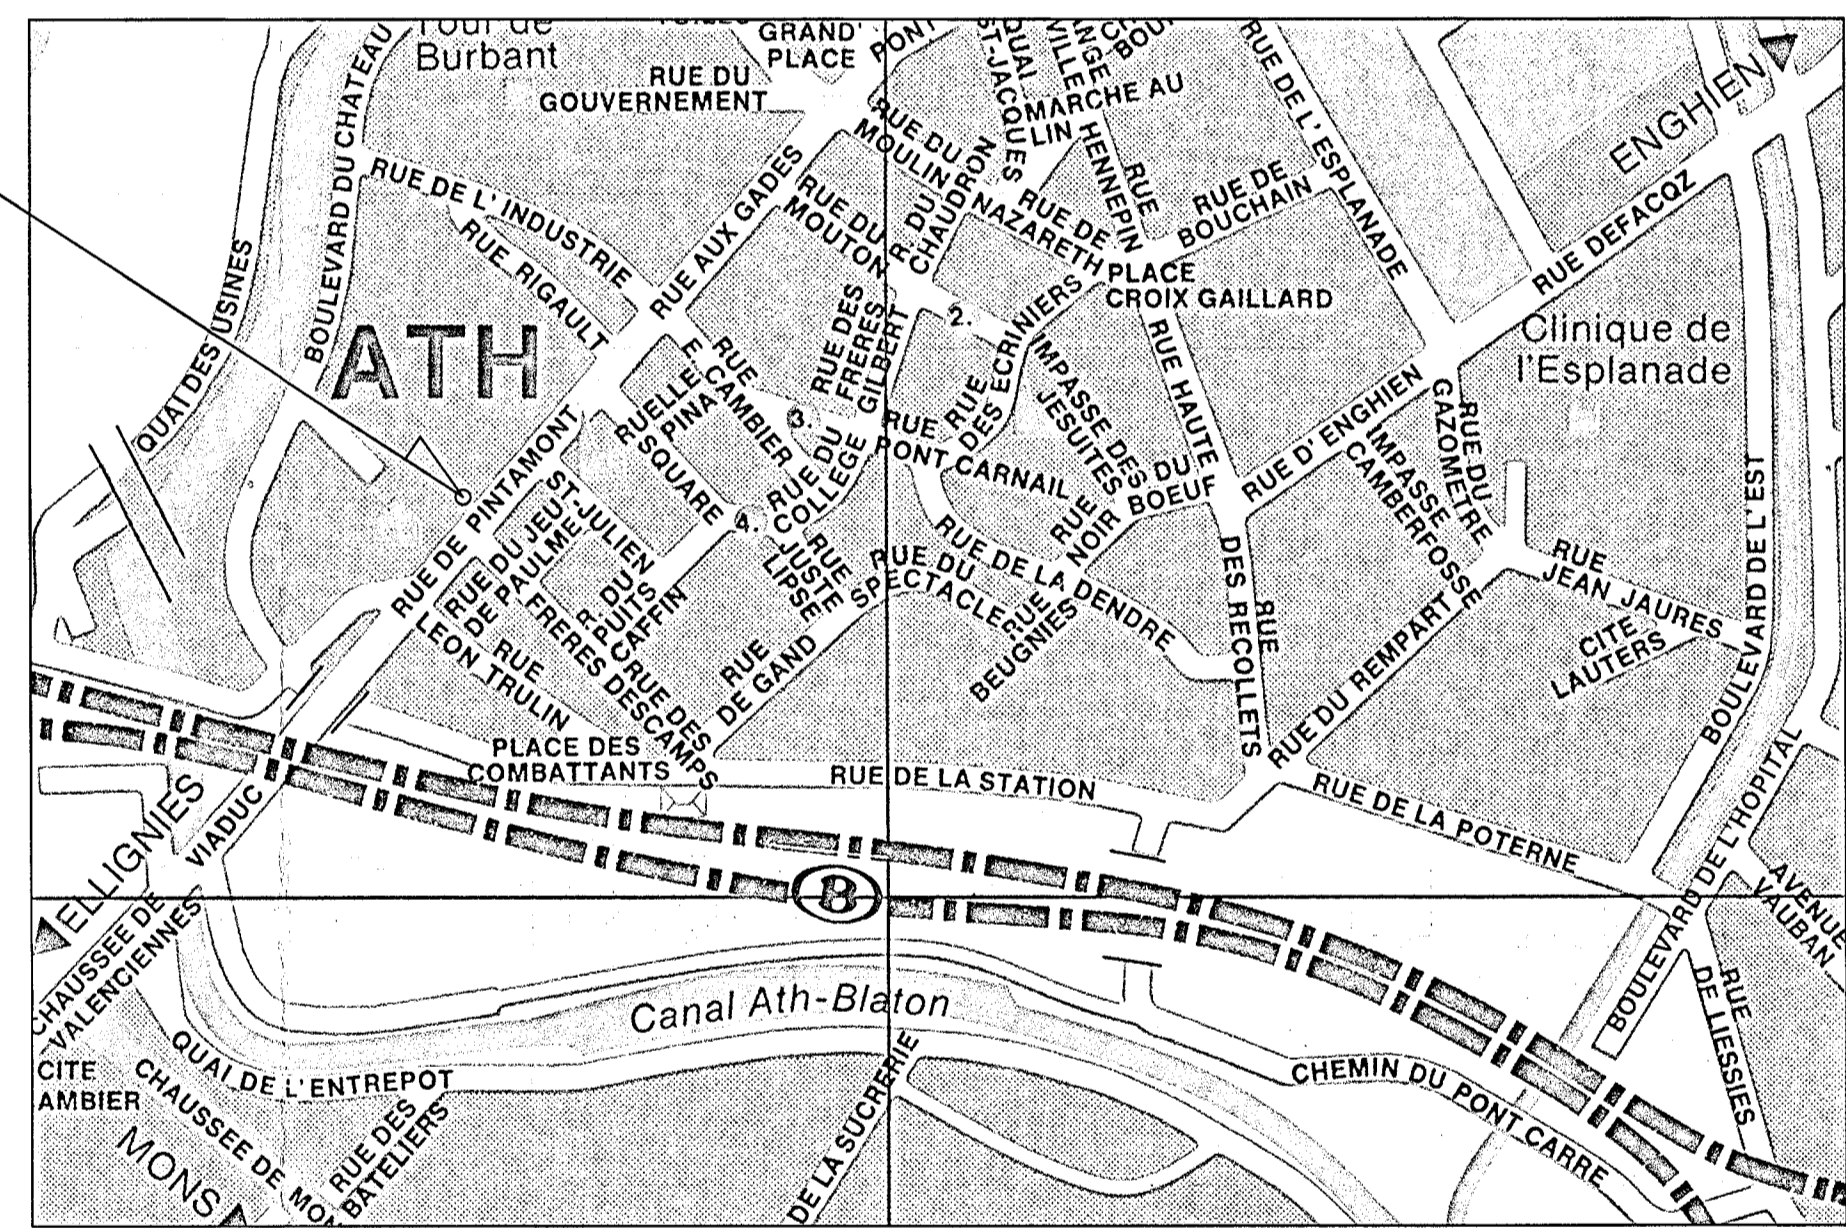 Tour de
Burbant
BOULEVARD DU CHATEAU
GRAND'
PLACE
PONT
RUE DU
GOUVERNEMENT
QUAI
ST-JACQUES
MARCHE AU
LIN
HENNEPIN
RUE
RUE DE L'ESPLANADE
ENGHIEN
RUE DU
MOULIN
RUE DE
BOUCHAIN
RUE DE L'INDUSTRIE
RUE AUX GADES
RUE DU
MOUTON
R. DU
CHAUDRON
RUE DE
NAZARETH
RUE DEFACQZ
RUE RIGAULT
PLACE
CROIX GAILLARD
QUAI DES USINES
ATH
RUE DES
FRERES
GILBERT
2.
RUE
DES ECRINIERS
Clinique de
l'Esplanade
RUE
E. CAMBIER
RUELLE
PINA
SQUARE
3.
IMPASSE DES
JESUITES
RUE HAUTE
RUE D'ENGHIEN
RUE DU
GAZOMETRE
IMPASSE
CAMBERFOSSE
RUE
PONT CARNAIL
RUE DU
COLLEGE
4.
RUE DU
NOIR BOEUF
RUE DE PINTAMONT
ST-JULIEN
RUE DU JEU
DE PAULME
R. DU
PUITS
CAFFIN
RUE
JUSTE
LIPSE
RUE DU
SPECTACLE
RUE DE LA DENDRE
RUE
BEUGNIES
RUE
DES RECOLLETS
RUE
JEAN JAURES
CITE
LAUTERS
BOULEVARD DE L'EST
RUE
LEON TRULIN
RUE DES
FRERES DESCAMPS
RUE
DE GAND
RUE DU REMPART
PLACE DES
COMBATTANTS
RUE DE LA STATION
RUE DE LA POTERNE
BOULEVARD DE L'HOPITAL
AVENUE
VAUBAN
ELLIGNIES
VIADUC
B
CHAUSSEE DE
VALENCIENNES
Canal Ath-Blaton
RUE
DE LIESSIES
CITE
AMBIER
QUAI DE L'ENTREPOT
CHEMIN DU PONT CARRE
CHAUSSEE DE MON
RUE DES
BATELIERS
DE LA SUCRERIE
MONS